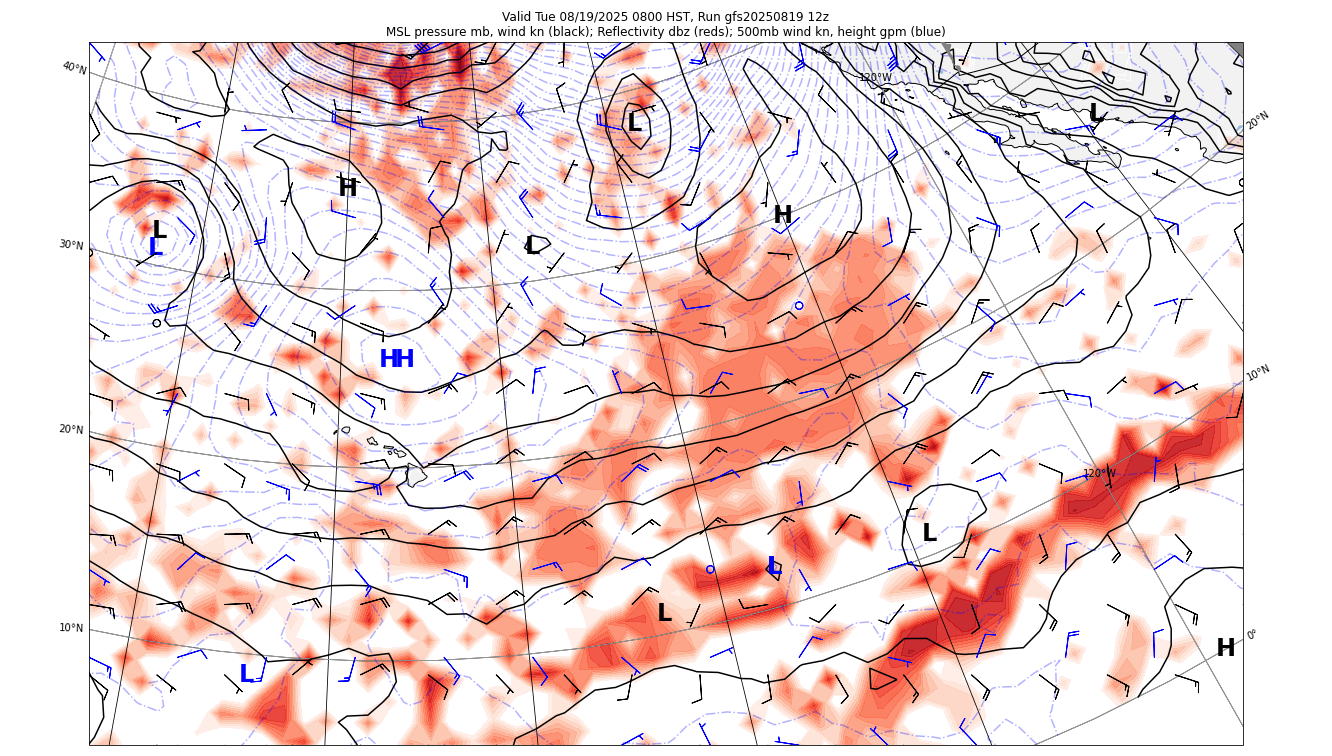 Valid Tue 08/19/2025 0800 HST, Run gfs20250819 12z
MSL pressure mb, wind kn (black); Reflectivity dbz (reds); 500mb wind kn, height gpm (blue)
40°N
120°W
L
L
20°N
H
L
H
L
30°N
L
L
HH
10°N
20°N
120°W
L
L
L
10°N
0°
L
H